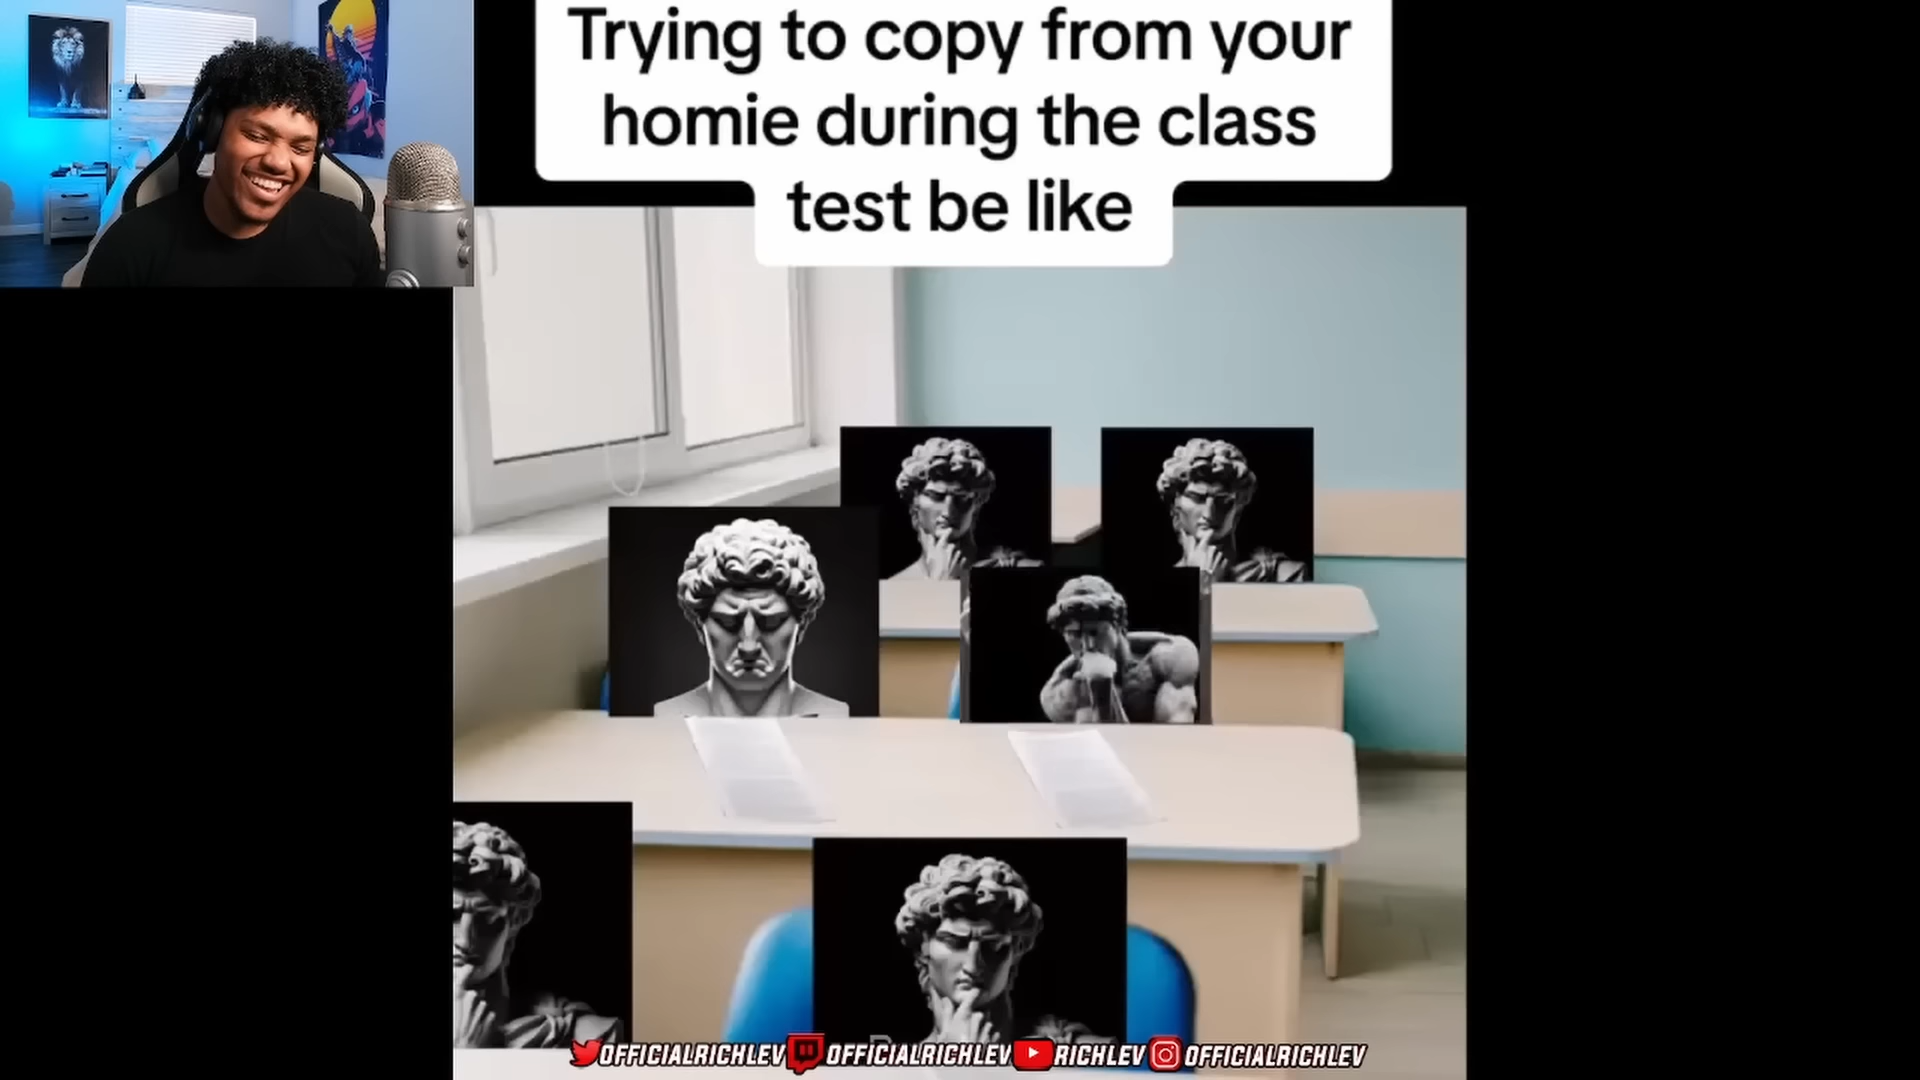 Trying to copy from your
homie during the class
test be like
OFFICIALRICHLEV OFFICIALRICHLEV RICHLEV OFFICIALRICHLEV